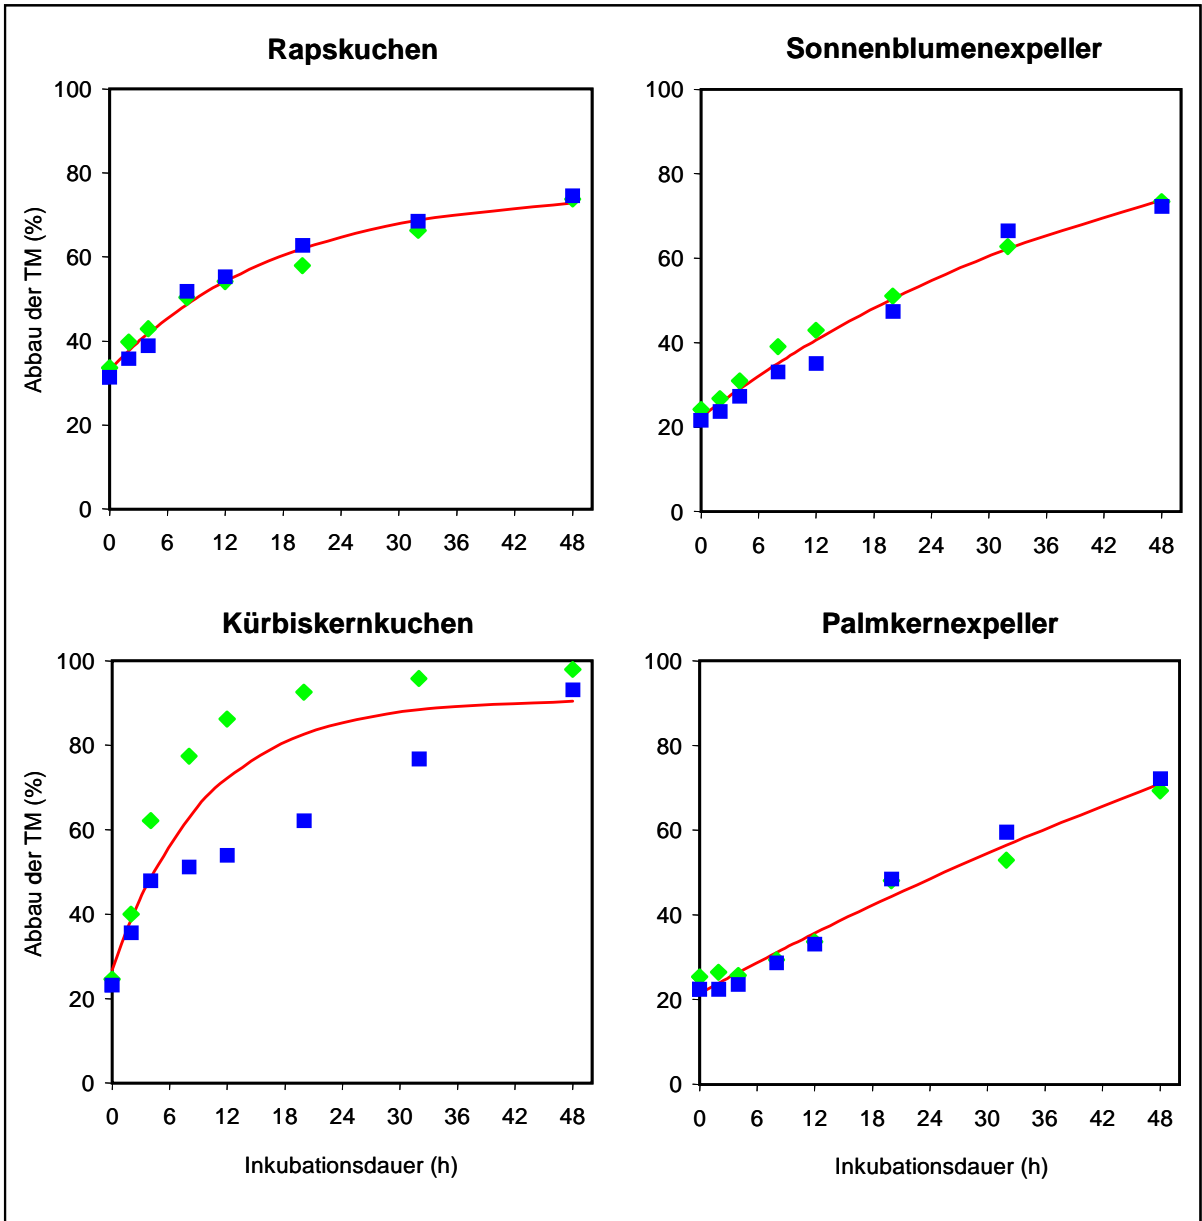 Rapskuchen
Sonnenblumenexpeller
Abbau der TM (%)
100
80
60
40
20
0
0 6 12 18 24 30 36 42 48
100
80
60
40
20
0
0 6 12 18 24 30 36 42 48
Kürbiskernkuchen
Palmkernexpeller
Abbau der TM (%)
100
80
60
40
20
0
0 6 12 18 24 30 36 42 48
Inkubationsdauer (h)
100
80
60
40
20
0
0 6 12 18 24 30 36 42 48
Inkubationsdauer (h)